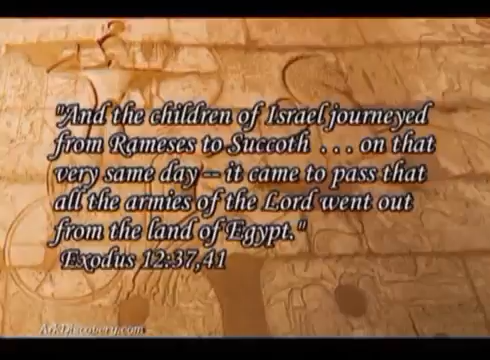 "And the children of Israel journeyed
from Rameses to Succoth . . . on that
very same day -- it came to pass that
all the armies of the Lord went out
from the land of Egypt."
Exodus 12:37,41
ArkDiscovery.com